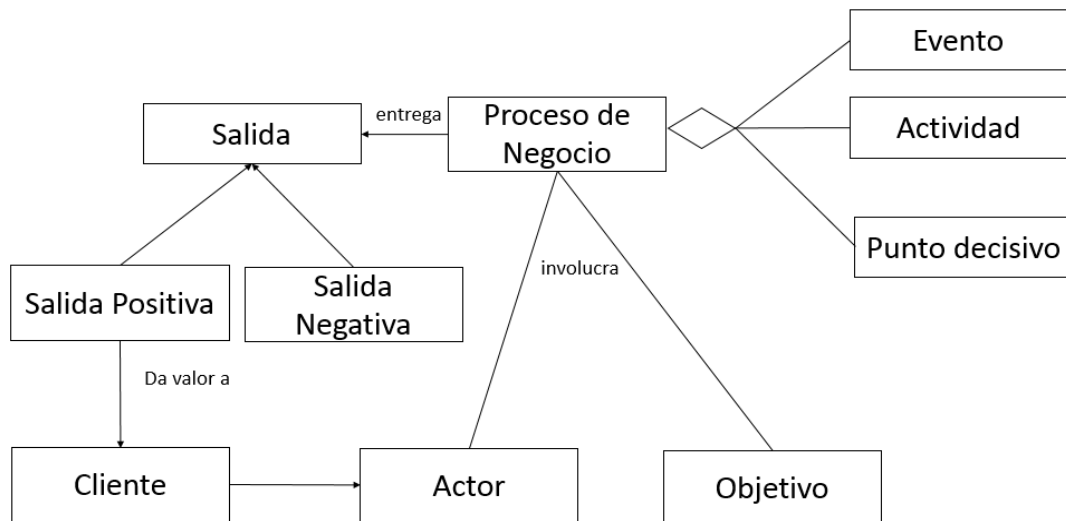 Evento
entrega
Proceso de
Negocio
Salida
Actividad
Punto decisivo
involucra
Salida Positiva
Salida
Negativa
Da valor a
Cliente
Actor
Objetivo